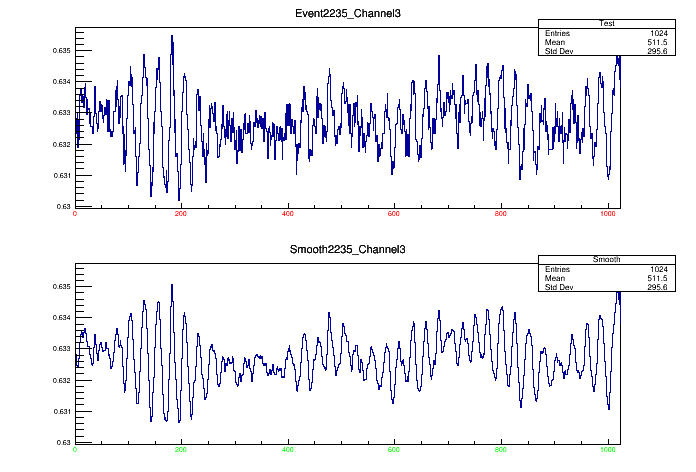 Event2235_Channel3
Test
Entries 1024
Mean 511.5
Std Dev 295.6
0.635
0.634
0.633
0.632
0.631
0.63
0 200 400 600 800 1000
Smooth2235_Channel3
Smooth
Entries 1024
Mean 511.5
Std Dev 295.6
0.635
0.634
0.633
0.632
0.631
0.63
0 200 400 600 800 1000